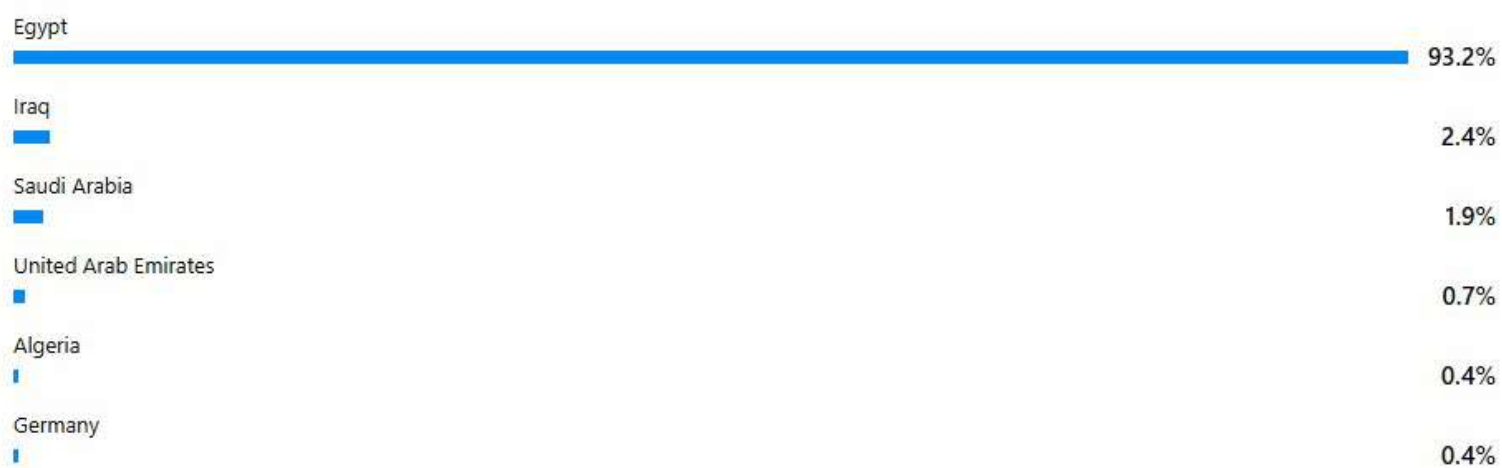 Egypt
93.2%
Iraq
2.4%
Saudi Arabia
1.9%
United Arab Emirates
0.7%
Algeria
0.4%
Germany
0.4%